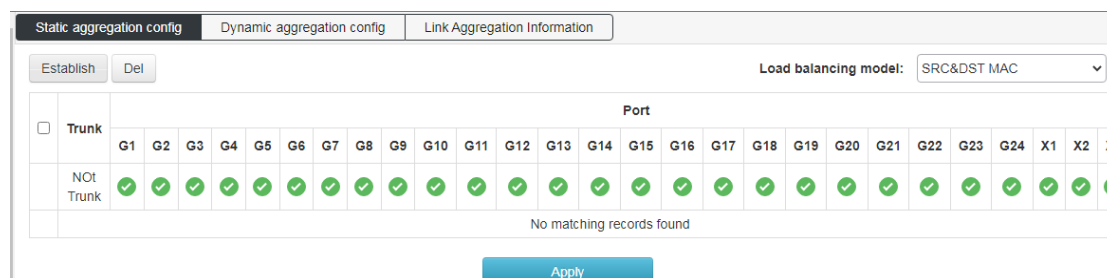 Static aggregation config Dynamic aggregation config Link Aggregation Information
Establish Del Load balancing model: SRC&DST MAC
Port
Trunk
G1 G2 G3 G4 G5 G6 G7 G8 G9 G10 G11 G12 G13 G14 G15 G16 G17 G18 G19 G20 G21 G22 G23 G24 X1 X2
NOt
Trunk
No matching records found
Apply